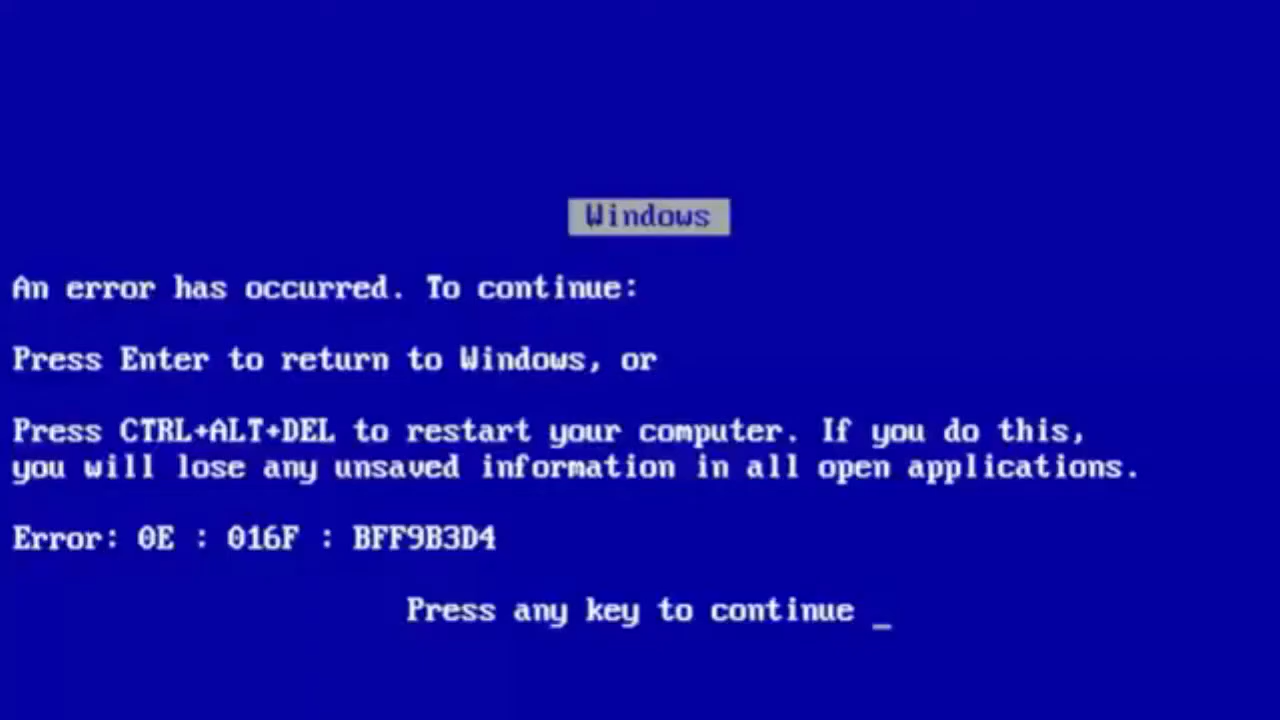 Windows
An error has occurred. To continue:
Press Enter to return to Windows, or
Press CTRL+ALT+DEL to restart your computer. If you do this,
you will lose any unsaved information in all open applications.
Error: 0E : 016F : BFF9B3D4
Press any key to continue _